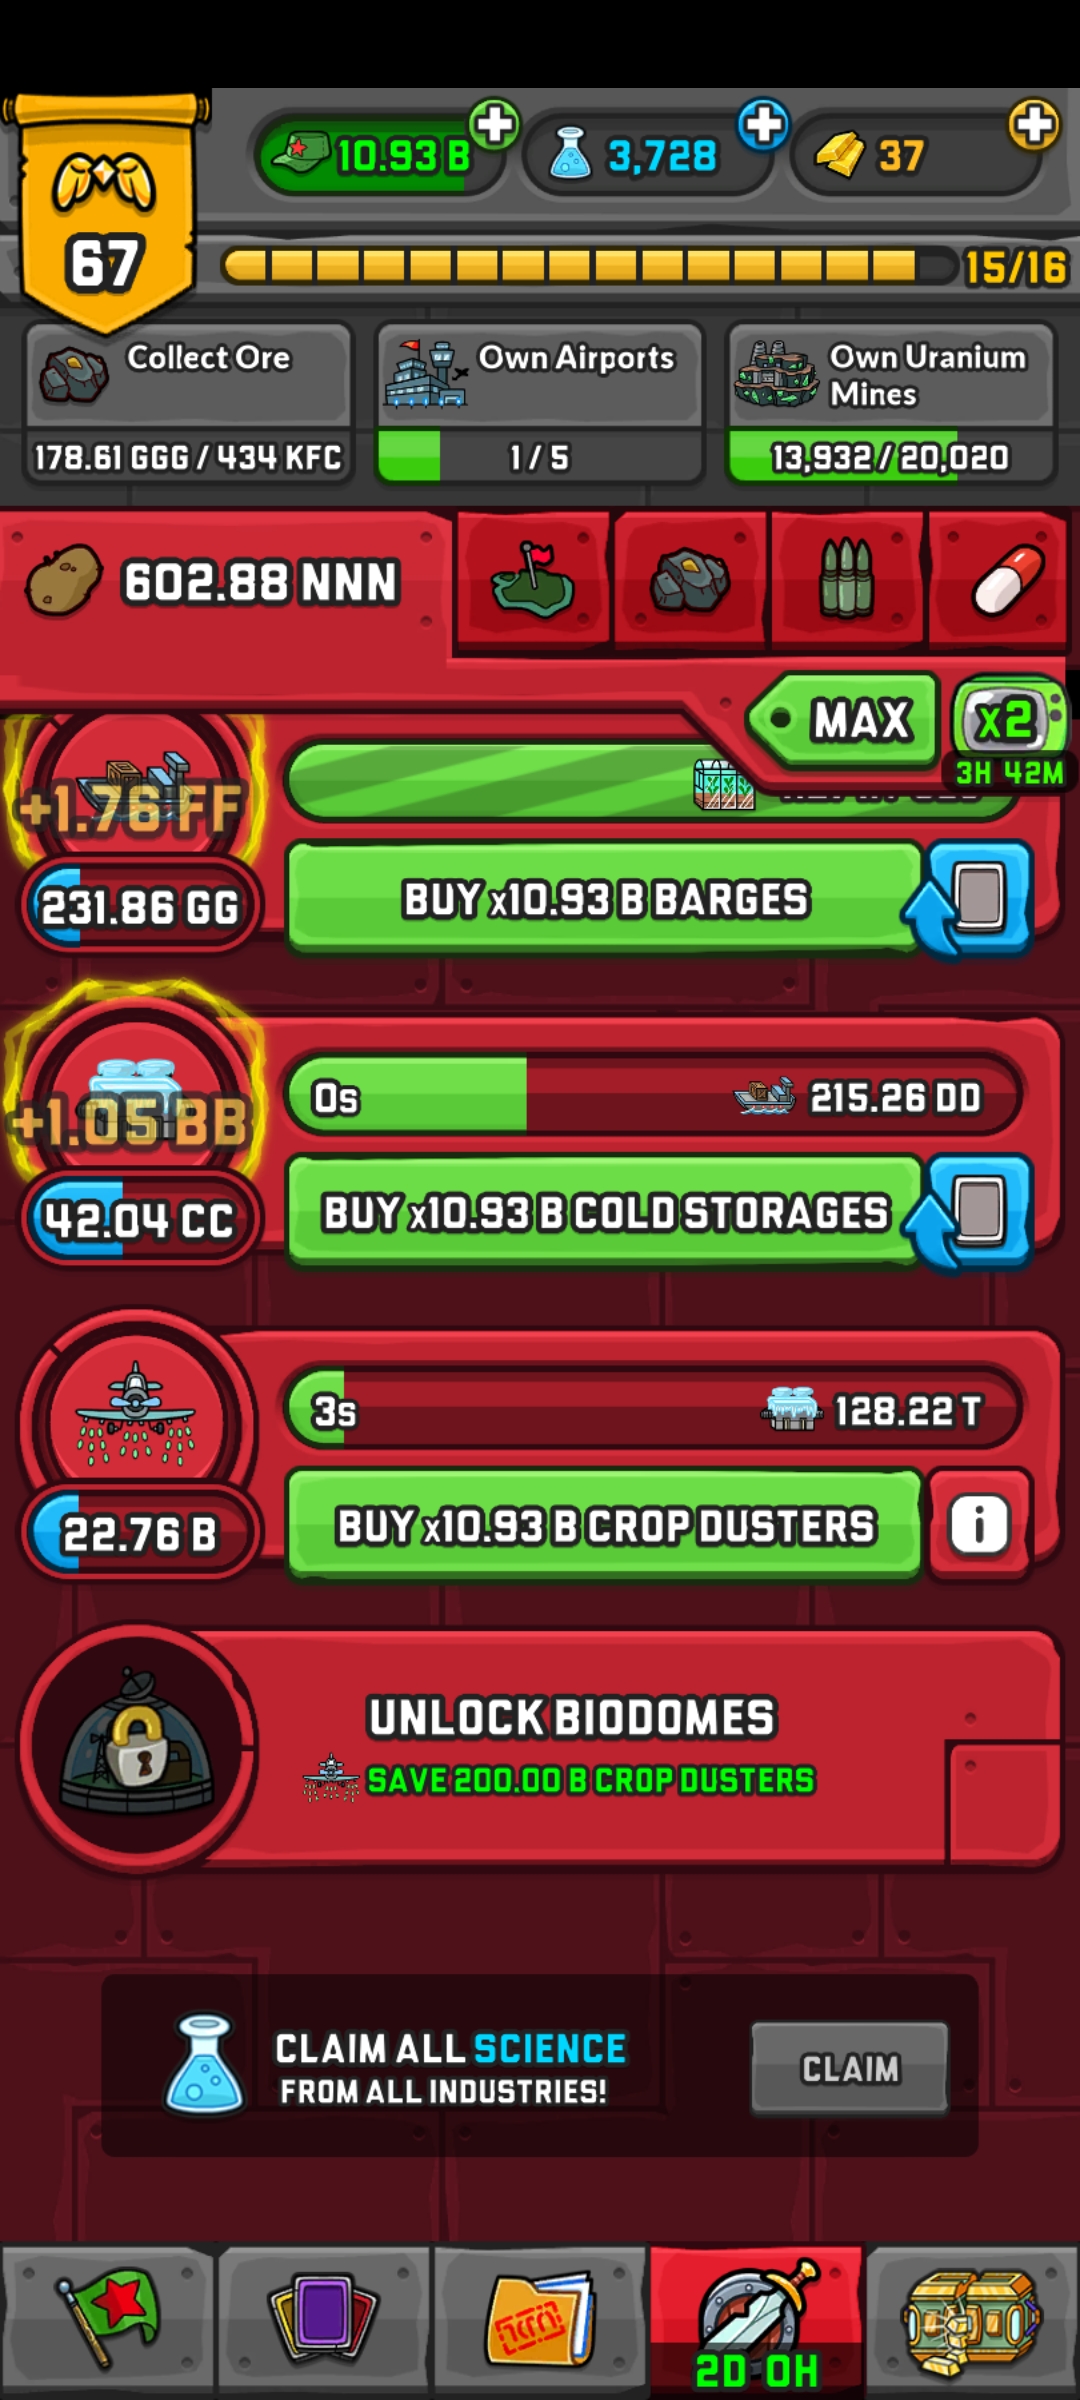 10.93 B
3,728
37
67
15/16
Collect Ore
178.61 GGG / 434 KFC
Own Airports
1 / 5
Own Uranium
Mines
13,932 / 20,020
602.88 NNN
MAX
x2
3H 42M
+1.76 FF
231.86 GG
BUY x10.93 B BARGES
+1.05 BB
0s
215.26 DD
42.04 CC
BUY x10.93 B COLD STORAGES
3s
128.22 T
22.76 B
BUY x10.93 B CROP DUSTERS
i
UNLOCK BIODOMES
SAVE 200.00 B CROP DUSTERS
CLAIM ALL SCIENCE
FROM ALL INDUSTRIES!
CLAIM
2D 0H